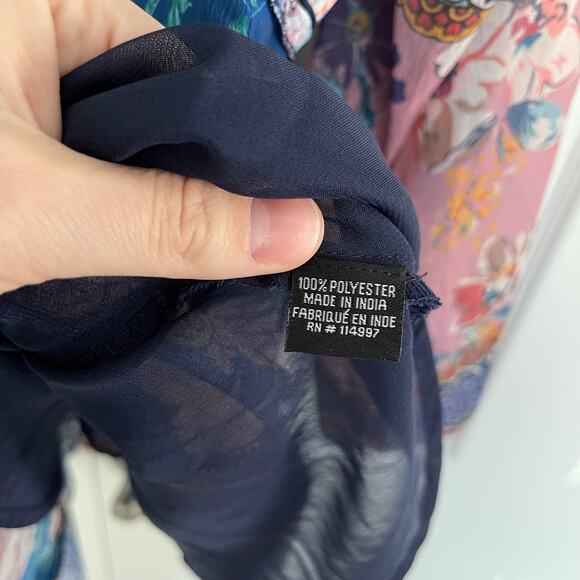 100% POLYESTER
MADE IN INDIA
FABRIQUÉ EN INDE
RN # 114997